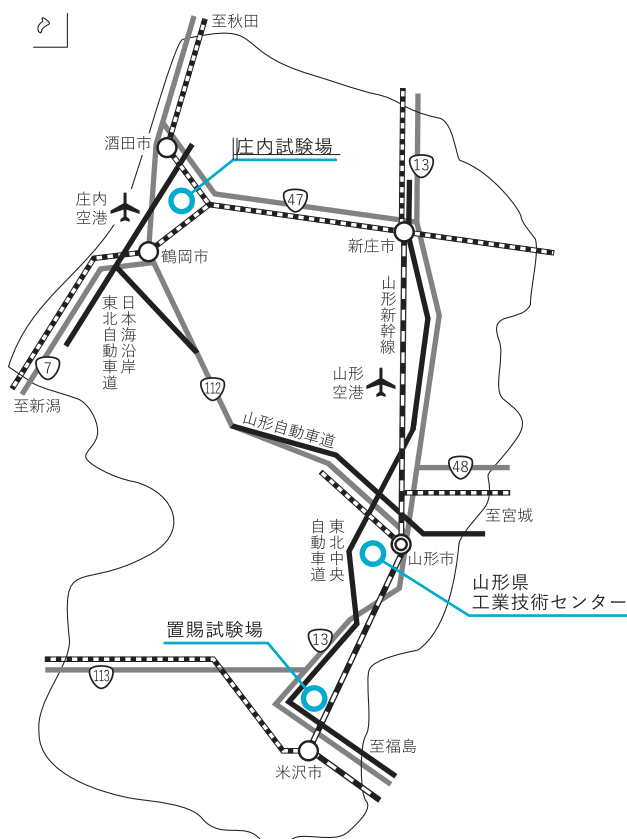 至秋田
酒田市
庄内試験場
13
庄内
空港
47
鶴岡市
新庄市
日本海沿岸
東北自動車道
山形新幹線
7
112
山形
空港
至新潟
山形自動車道
48
至宮城
東北中央
自動車道
山形市
山形県
工業技術センター
置賜試験場
13
113
至福島
米沢市